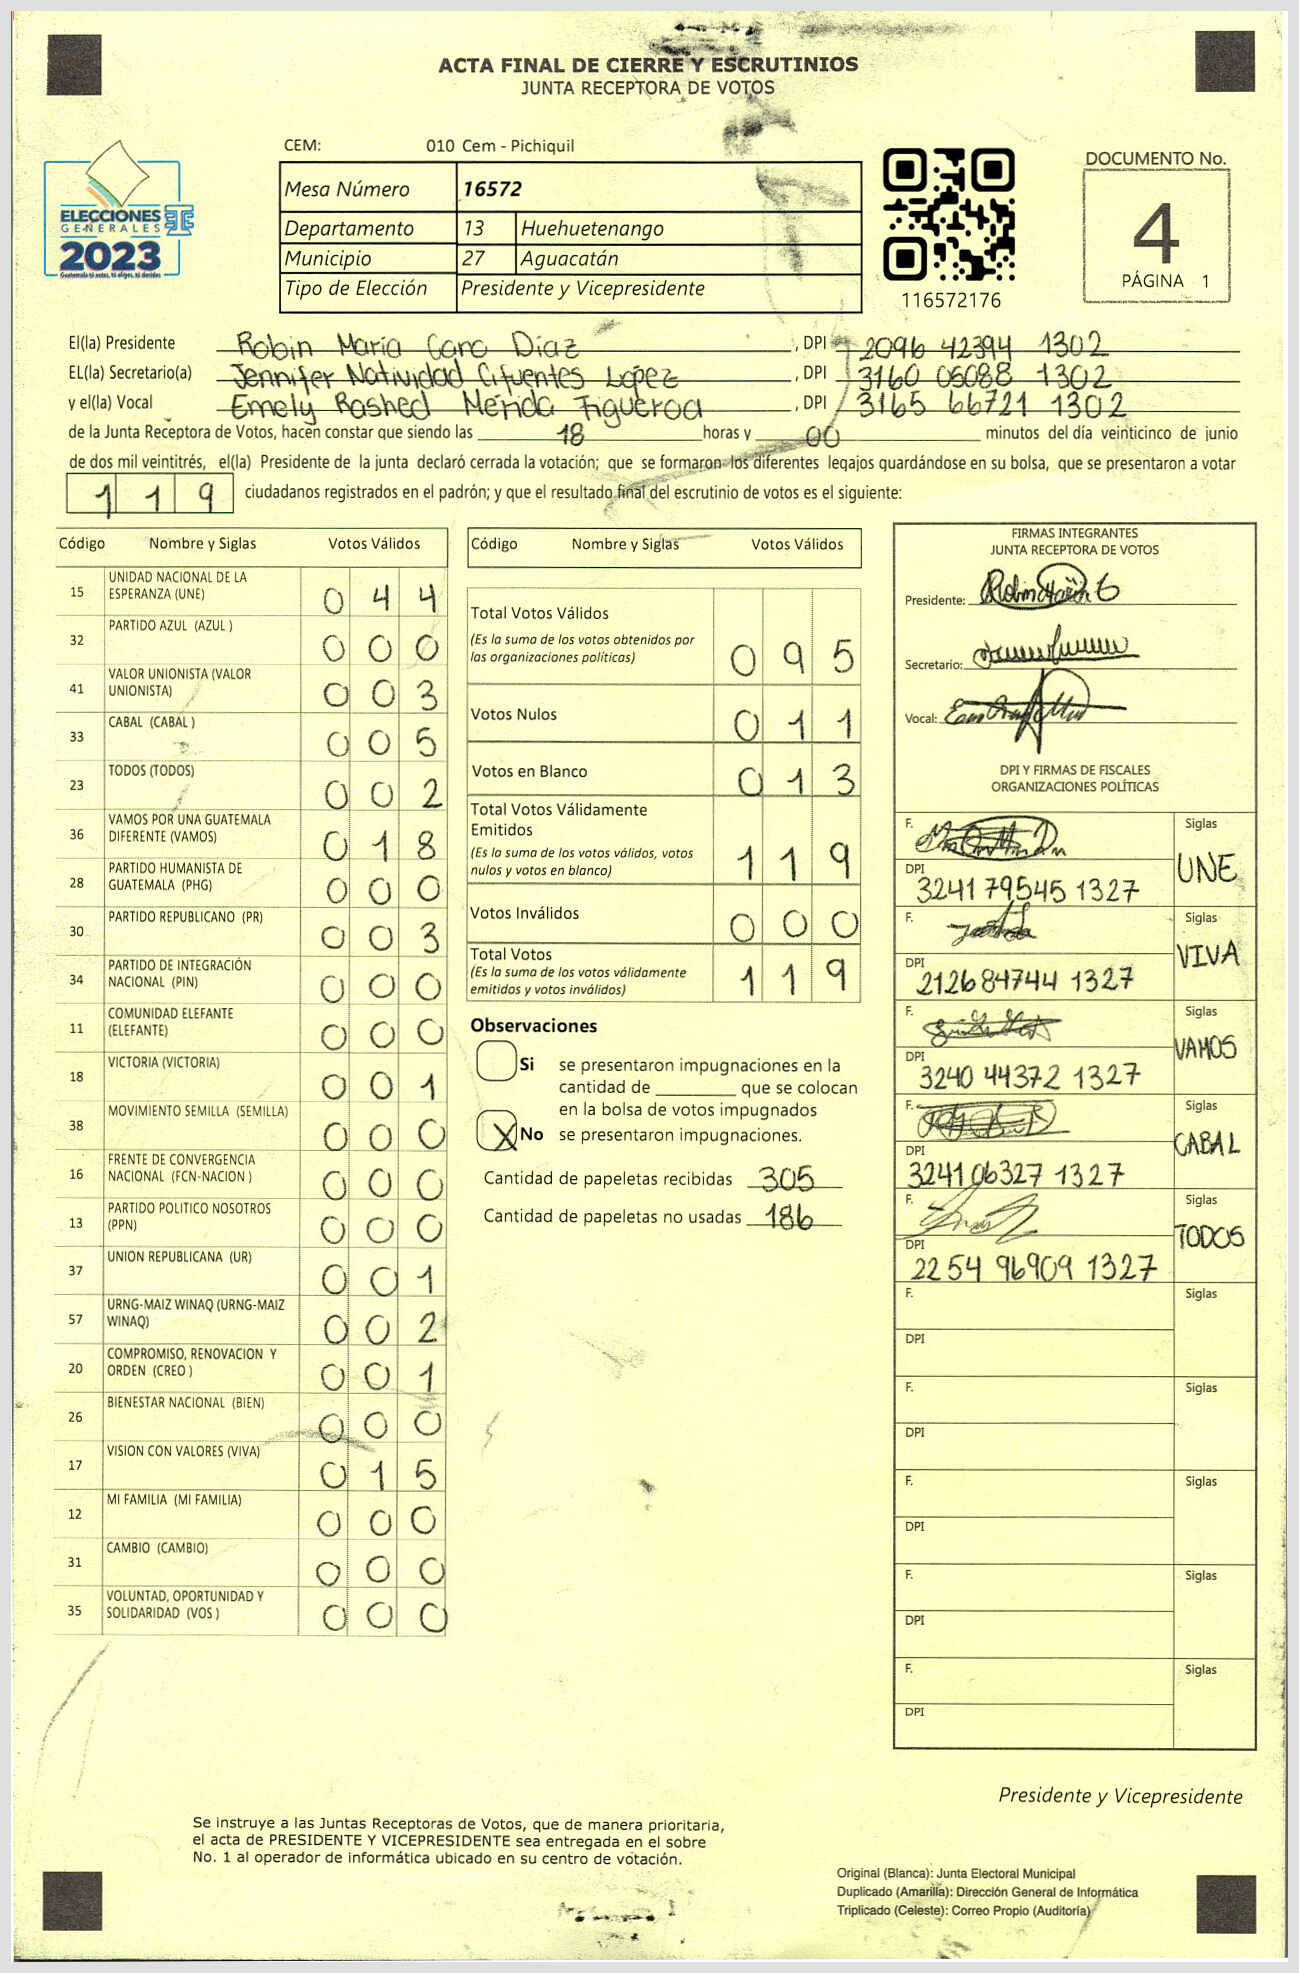 ACTA FINAL DE CIERRE Y ESCRUTINIOS
JUNTA RECEPTORA DE VOTOS
CEM: 010 Cem - Pichiquil
Mesa Número 16572
Departamento 13 Huehuetenango
Municipio 27 Aguacatán
Tipo de Elección Presidente y Vicepresidente
ELECCIONES
GENERALES
2023
Guatemala tú votas, tú eliges, tú decides
116572176
DOCUMENTO No.
4
PÁGINA 1
El(la) Presidente Robin Maria Caro Diaz, DPI 2096 42394 1302
EL(la) Secretario(a) Jennifer Natividad Cifuentes Lopez, DPI 3160 05088 1302
y el(la) Vocal Emely Rashed Mérida Figueroa, DPI 3165 66721 1302
de la Junta Receptora de Votos, hacen constar que siendo las 18 horas y 00 minutos del día veinticinco de junio
de dos mil veintitrés, el(la) Presidente de la junta declaró cerrada la votación; que se formaron los diferentes legajos guardándose en su bolsa, que se presentaron a votar
119 ciudadanos registrados en el padrón; y que el resultado final del escrutinio de votos es el siguiente:
Código Nombre y Siglas Votos Válidos
15 UNIDAD NACIONAL DE LA
ESPERANZA (UNE) 0 4 4
32 PARTIDO AZUL (AZUL ) 0 0 0
41 VALOR UNIONISTA (VALOR
UNIONISTA) 0 0 3
33 CABAL (CABAL ) 0 0 5
23 TODOS (TODOS) 0 0 2
36 VAMOS POR UNA GUATEMALA
DIFERENTE (VAMOS) 0 1 8
28 PARTIDO HUMANISTA DE
GUATEMALA (PHG) 0 0 0
30 PARTIDO REPUBLICANO (PR) 0 0 3
34 PARTIDO DE INTEGRACIÓN
NACIONAL (PIN) 0 0 0
11 COMUNIDAD ELEFANTE
(ELEFANTE) 0 0 0
18 VICTORIA (VICTORIA) 0 0 1
38 MOVIMIENTO SEMILLA (SEMILLA) 0 0 0
16 FRENTE DE CONVERGENCIA
NACIONAL (FCN-NACION ) 0 0 0
13 PARTIDO POLITICO NOSOTROS
(PPN) 0 0 0
37 UNION REPUBLICANA (UR) 0 0 1
57 URNG-MAIZ WINAQ (URNG-MAIZ
WINAQ) 0 0 2
20 COMPROMISO, RENOVACION Y
ORDEN (CREO ) 0 0 1
26 BIENESTAR NACIONAL (BIEN) 0 0 0
17 VISION CON VALORES (VIVA) 0 1 5
12 MI FAMILIA (MI FAMILIA) 0 0 0
31 CAMBIO (CAMBIO) 0 0 0
35 VOLUNTAD, OPORTUNIDAD Y
SOLIDARIDAD (VOS ) 0 0 0
Código Nombre y Siglas Votos Válidos
Total Votos Válidos
(Es la suma de los votos obtenidos por
las organizaciones políticas) 0 9 5
Votos Nulos 0 1 1
Votos en Blanco 0 1 3
Total Votos Válidamente
Emitidos
(Es la suma de los votos válidos, votos
nulos y votos en blanco) 1 1 9
Votos Inválidos 0 0 0
Total Votos
(Es la suma de los votos válidamente
emitidos y votos inválidos) 1 1 9
Observaciones
Si se presentaron impugnaciones en la
cantidad de ________ que se colocan
en la bolsa de votos impugnados
X No se presentaron impugnaciones.
Cantidad de papeletas recibidas 305
Cantidad de papeletas no usadas 186
FIRMAS INTEGRANTES
JUNTA RECEPTORA DE VOTOS
Presidente:
Secretario:
Vocal:
DPI Y FIRMAS DE FISCALES
ORGANIZACIONES POLÍTICAS
F. Siglas
DPI 3241 79545 1327 UNE
F. Siglas
DPI 2126 84744 1327 VIVA
F. Siglas
DPI 3240 44372 1327 VAMOS
F. Siglas
DPI 3241 06327 1327 CABAL
F. Siglas
DPI 2254 96909 1327 TODOS
F. Siglas
DPI
F. Siglas
DPI
F. Siglas
DPI
F. Siglas
DPI
F. Siglas
DPI
Presidente y Vicepresidente
Se instruye a las Juntas Receptoras de Votos, que de manera prioritaria,
el acta de PRESIDENTE Y VICEPRESIDENTE sea entregada en el sobre
No. 1 al operador de informática ubicado en su centro de votación.
Original (Blanca): Junta Electoral Municipal
Duplicado (Amarilla): Dirección General de Informática
Triplicado (Celeste): Correo Propio (Auditoría)